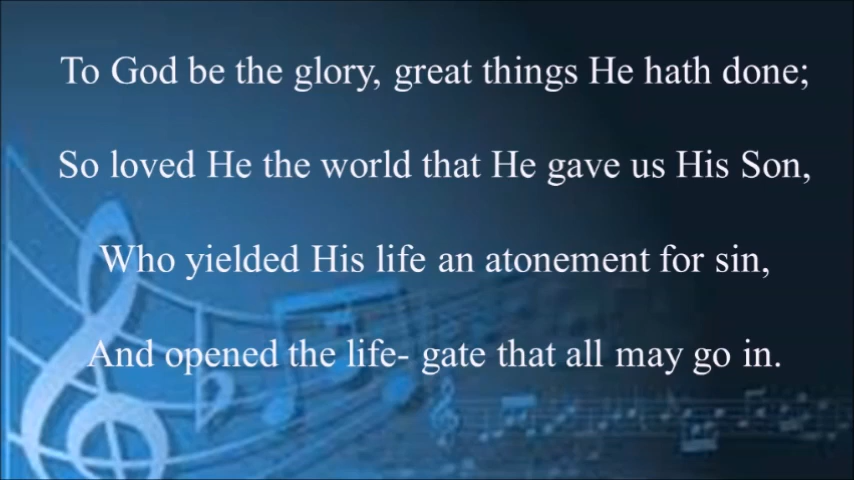 To God be the glory, great things He hath done;
So loved He the world that He gave us His Son,
Who yielded His life an atonement for sin,
And opened the life- gate that all may go in.